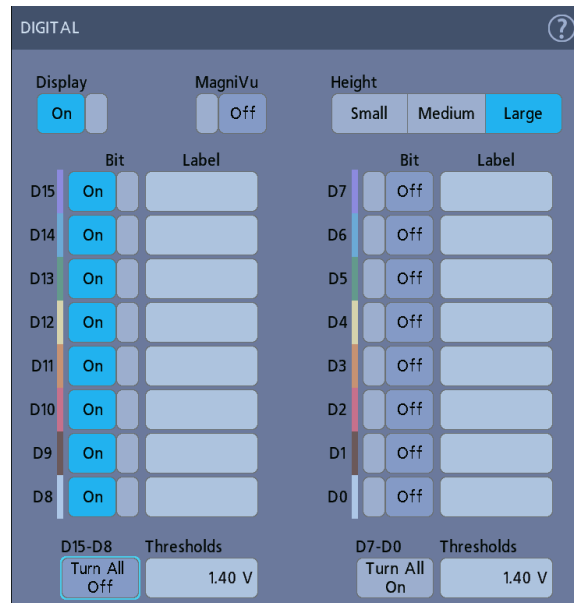 DIGITAL ?
Display MagniVu Height
On Off Small Medium Large
Bit Label Bit Label
D15 On D7 Off
D14 On D6 Off
D13 On D5 Off
D12 On D4 Off
D11 On D3 Off
D10 On D2 Off
D9 On D1 Off
D8 On D0 Off
D15-D8 Thresholds D7-D0 Thresholds
Turn All Off 1.40 V Turn All On 1.40 V